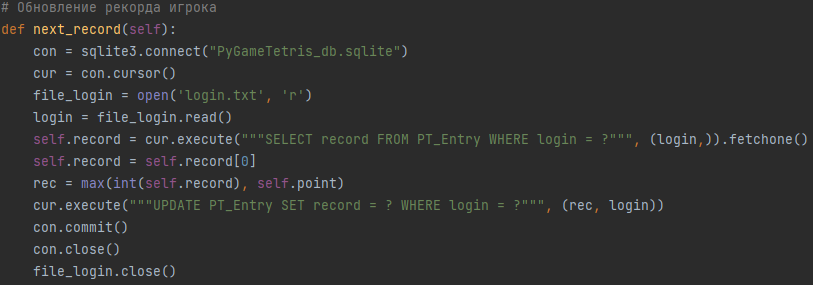 # Обновление рекорда игрока
def next_record(self):
    con = sqlite3.connect("PyGameTetris_db.sqlite")
    cur = con.cursor()
    file_login = open('login.txt', 'r')
    login = file_login.read()
    self.record = cur.execute("""SELECT record FROM PT_Entry WHERE login = ?""", (login,)).fetchone()
    self.record = self.record[0]
    rec = max(int(self.record), self.point)
    cur.execute("""UPDATE PT_Entry SET record = ? WHERE login = ?""", (rec, login))
    con.commit()
    con.close()
    file_login.close()